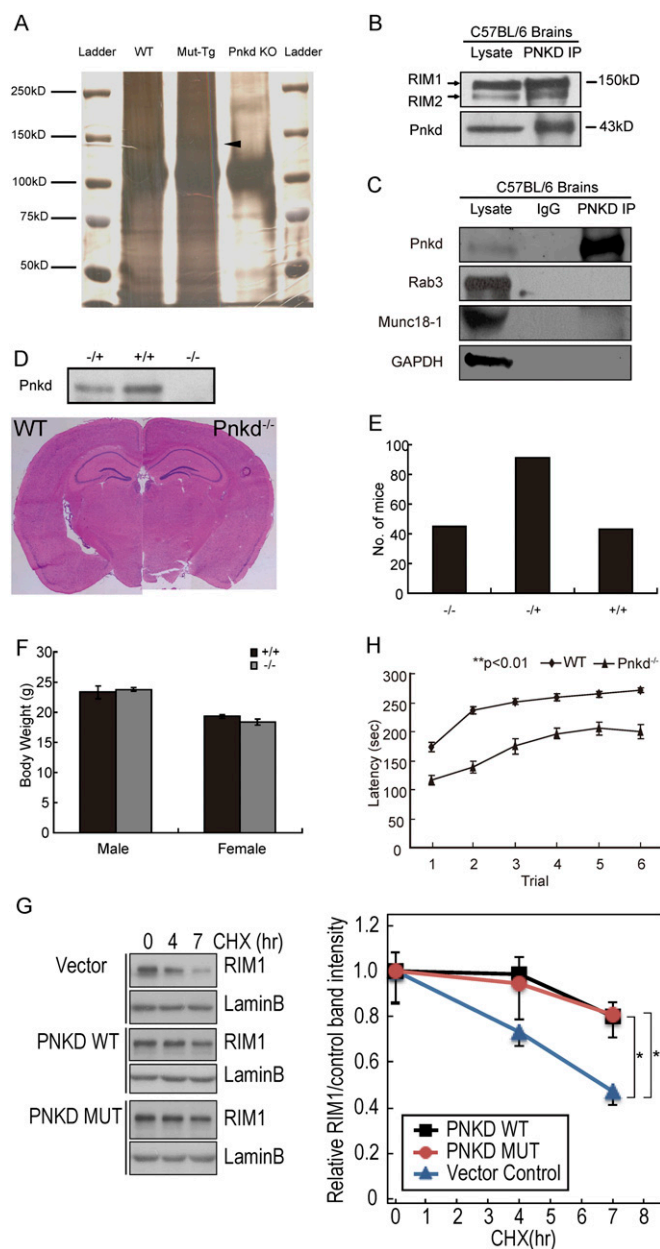 A
Ladder WT Mut-Tg Pnkd KO Ladder
250kD
150kD
100kD
75kD
50kD
B
C57BL/6 Brains
Lysate PNKD IP
RIM1
RIM2
150kD
Pnkd
43kD
C
C57BL/6 Brains
Lysate IgG PNKD IP
Pnkd
Rab3
Munc18-1
GAPDH
D
-/+ +/+ -/-
Pnkd
WT Pnkd-/-
E
No. of mice
100
80
60
40
20
0
-/- -/+ +/+
F
Body Weight (g)
30
25
20
15
10
5
0
+/+
-/-
Male Female
H
**p<0.01 WT Pnkd-/-
Latency (sec)
300
250
200
150
100
50
0
1 2 3 4 5 6
Trial
G
0 4 7 CHX (hr)
Vector RIM1
LaminB
PNKD WT RIM1
LaminB
PNKD MUT RIM1
LaminB
Relative RIM1/control band intensity
1.2
1.0
0.8
0.6
0.4
0.2
0
* *
PNKD WT
PNKD MUT
Vector Control
0 1 2 3 4 5 6 7 8
CHX(hr)